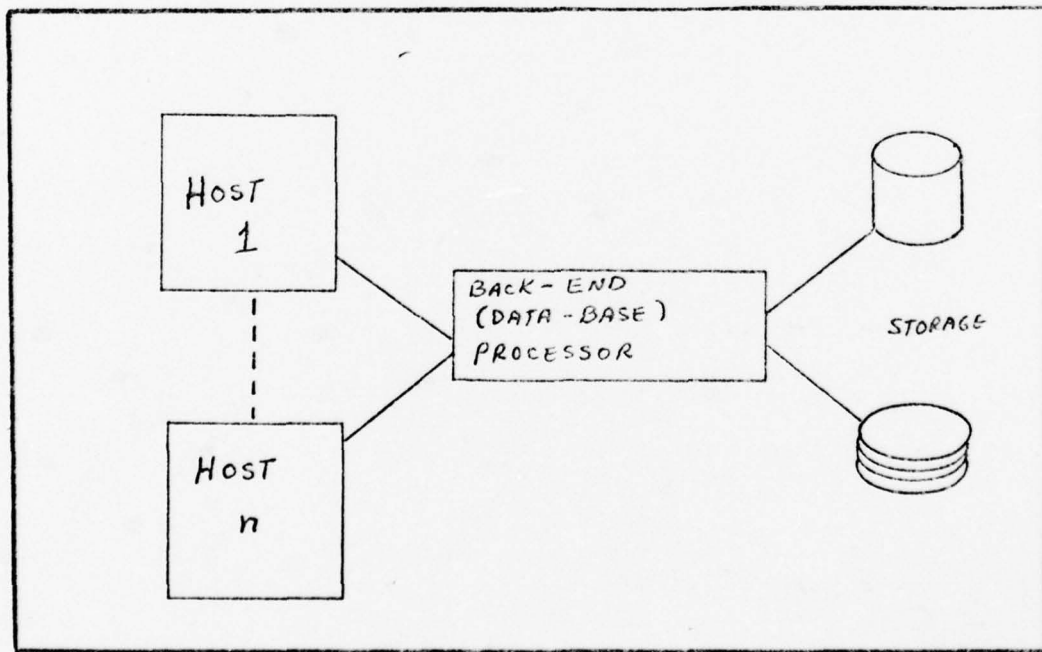 HOST
1
BACK-END
(DATA-BASE)
PROCESSOR
STORAGE
HOST
n